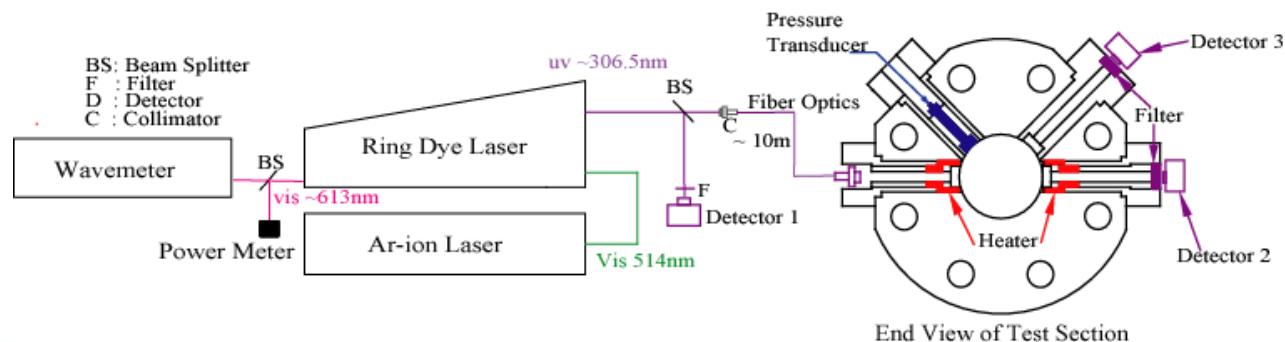 BS: Beam Splitter
F : Filter
D : Detector
C : Collimator
Wavemeter
BS
vis ~613nm
Power Meter
Ring Dye Laser
Ar-ion Laser
Vis 514nm
uv ~306.5nm
BS
F
Detector 1
C
Fiber Optics
~ 10m
Pressure
Transducer
Detector 3
Filter
Heater
Detector 2
End View of Test Section